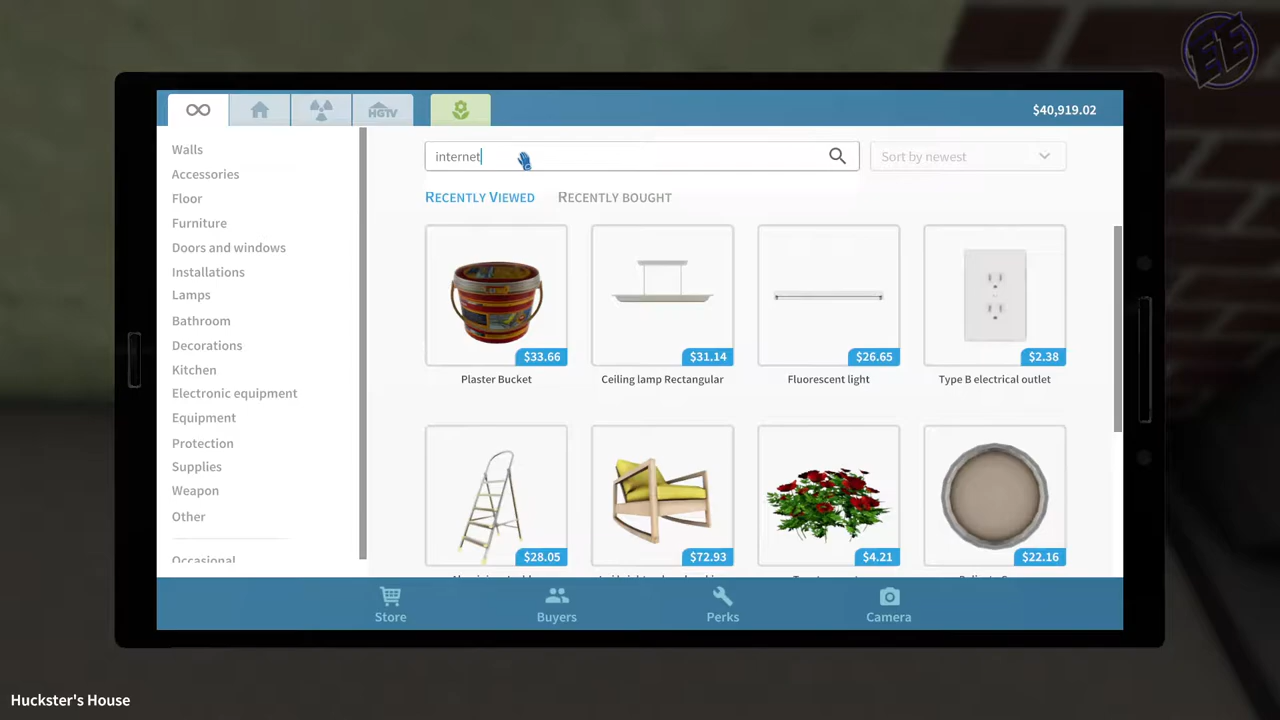 HGTV
$40,919.02
internet
Sort by newest
Walls
Accessories
Floor
Furniture
Doors and windows
Installations
Lamps
Bathroom
Decorations
Kitchen
Electronic equipment
Equipment
Protection
Supplies
Weapon
Other
Occasional
RECENTLY VIEWED
RECENTLY BOUGHT
$33.66
$31.14
$26.65
$2.38
Plaster Bucket
Ceiling lamp Rectangular
Fluorescent light
Type B electrical outlet
$28.05
$72.93
$4.21
$22.16
Store
Buyers
Perks
Camera
Huckster's House